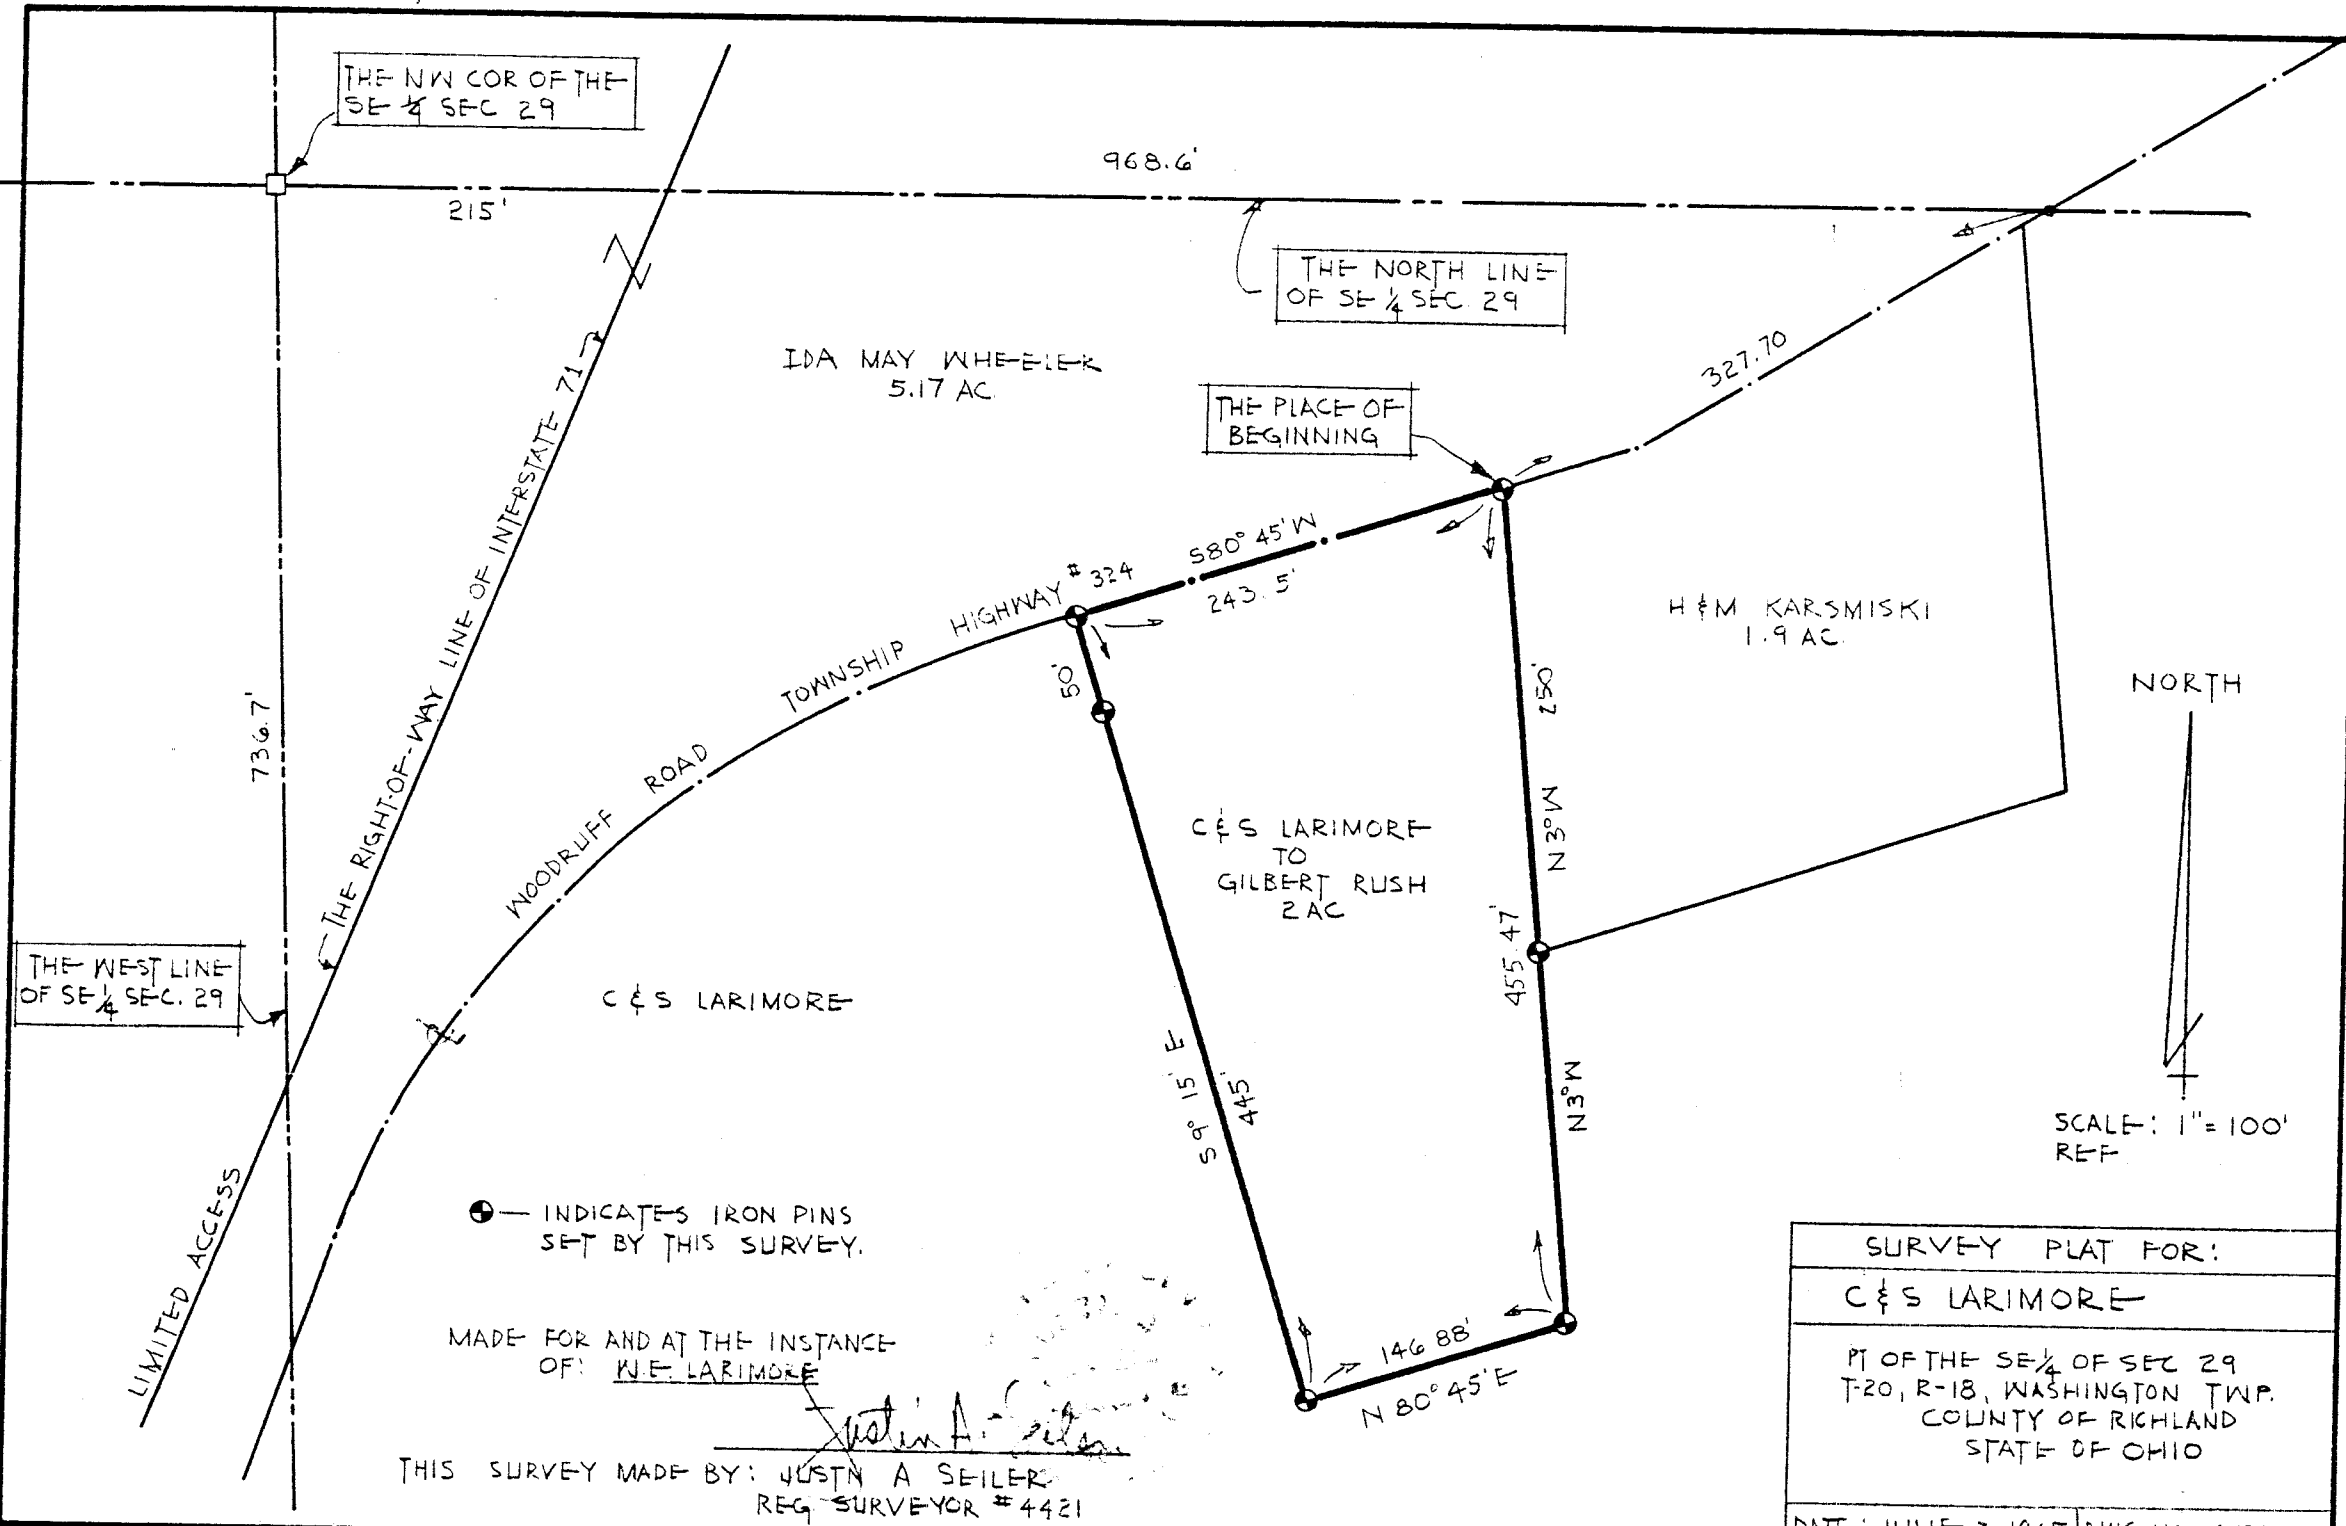 THE NW COR OF THE
SE 1/4 SEC 29
968.6'
215'
THE NORTH LINE
OF SE 1/4 SEC. 29
IDA MAY WHEELER
5.17 AC.
327.70
THE PLACE OF
BEGINNING
THE RIGHT-OF-WAY LINE OF INTERSTATE 71
S80° 45' W
243.5'
WOODRUFF ROAD TOWNSHIP HIGHWAY # 324
H & M KARSMISKI
1.9 AC.
50'
250'
NORTH
736.7'
N3°W
C & S LARIMORE
TO
GILBERT RUSH
2 AC
455.47'
THE WEST LINE
OF SE 1/4 SEC. 29
C & S LARIMORE
S 9° 15' E
445'
N3°W
SCALE: 1" = 100'
REF
LIMITED ACCESS
INDICATES IRON PINS
SET BY THIS SURVEY.
SURVEY PLAT FOR:
C & S LARIMORE
PT OF THE SE 1/4 OF SEC 29
T-20, R-18, WASHINGTON TWP.
COUNTY OF RICHLAND
STATE OF OHIO
146.88'
N 80° 45' E
MADE FOR AND AT THE INSTANCE
OF: W.E. LARIMORE
Justin A. Seiler
THIS SURVEY MADE BY: JUSTN A SEILER
REG. SURVEYOR # 4421